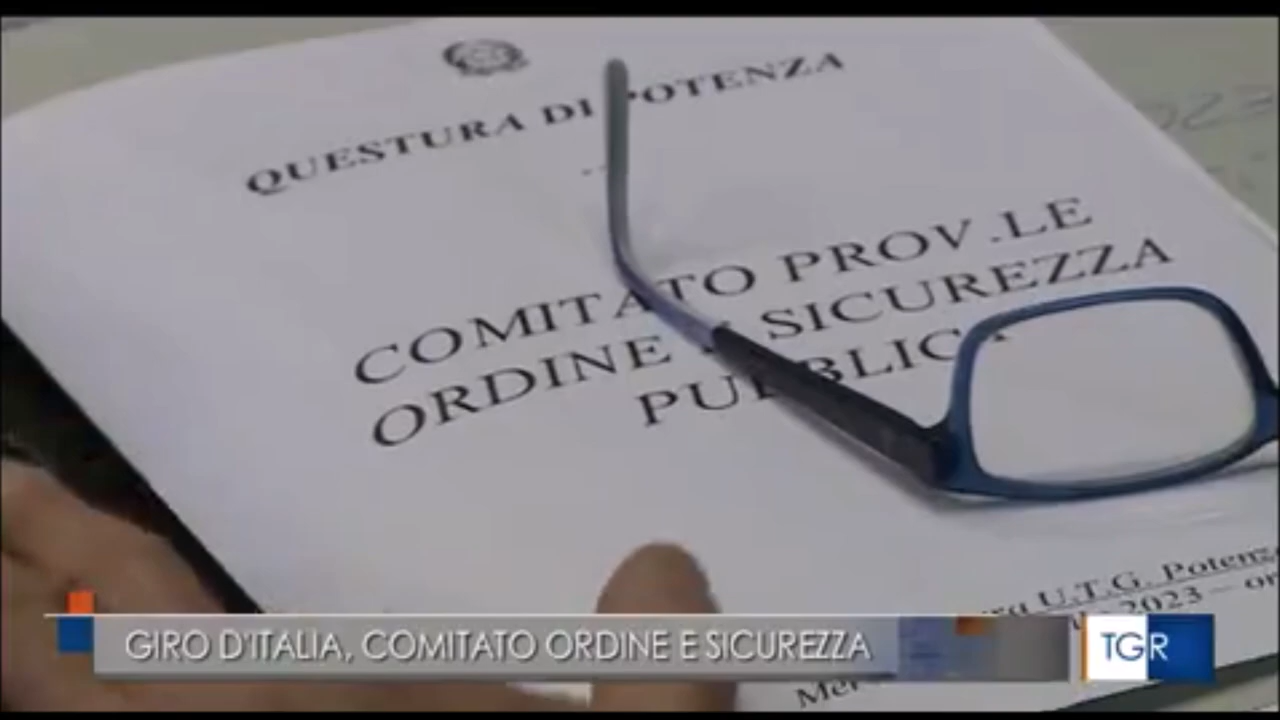 QUESTURA DI POTENZA
COMITATO PROV.LE
ORDINE E SICUREZZA
PUBBLICA
U.T.G. Potenza
2023 –
GIRO D'ITALIA, COMITATO ORDINE E SICUREZZA
TGR